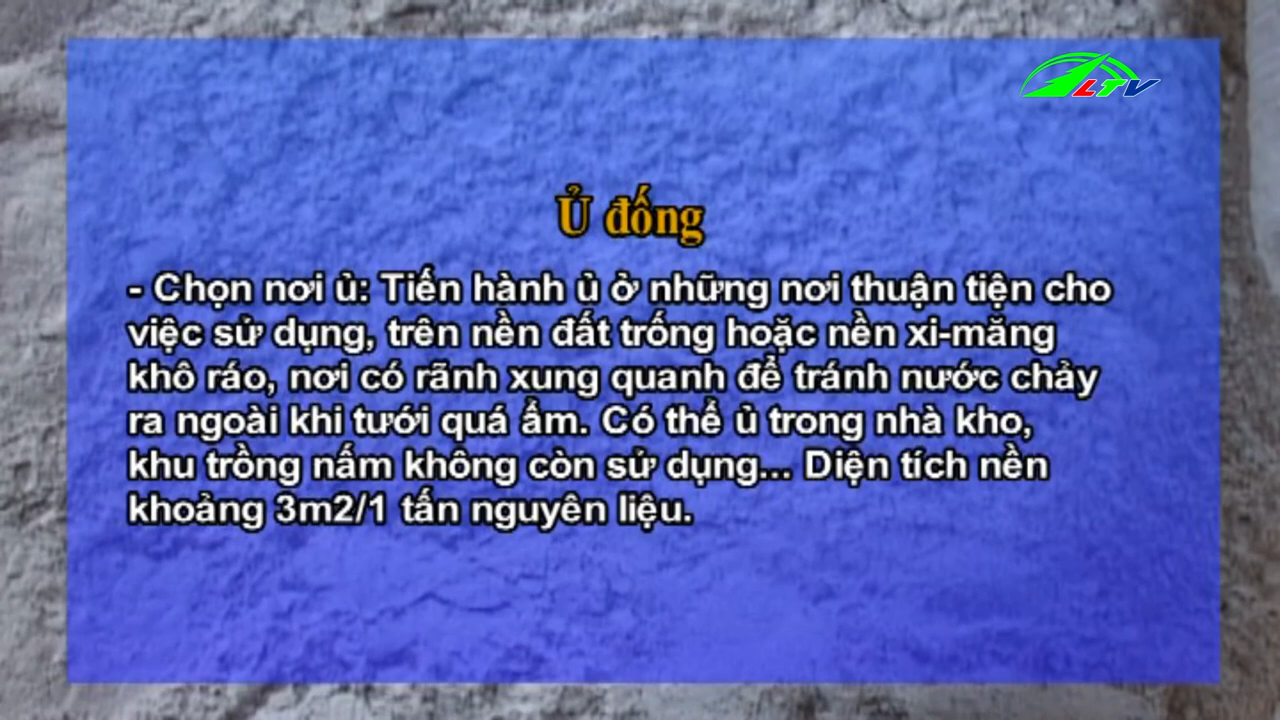 LTV
Ủ đống
- Chọn nơi ủ: Tiến hành ủ ở những nơi thuận tiện cho
việc sử dụng, trên nền đất trống hoặc nền xi-măng
khô ráo, nơi có rãnh xung quanh để tránh nước chảy
ra ngoài khi tưới quá ẩm. Có thể ủ trong nhà kho,
khu trồng nấm không còn sử dụng... Diện tích nền
khoảng 3m2/1 tấn nguyên liệu.